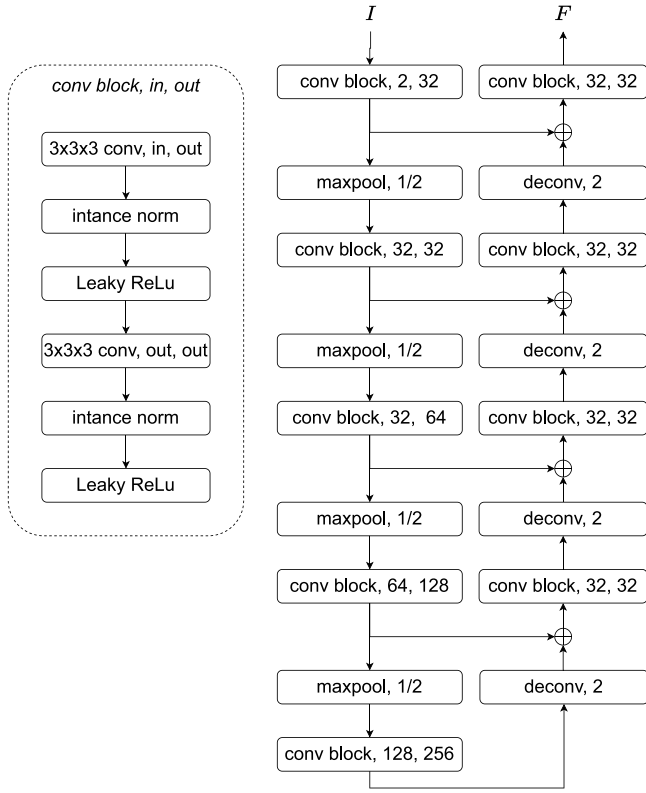 I
F
conv block, in, out
3x3x3 conv, in, out
intance norm
Leaky ReLu
3x3x3 conv, out, out
intance norm
Leaky ReLu
conv block, 2, 32
maxpool, 1/2
conv block, 32, 32
maxpool, 1/2
conv block, 32, 64
maxpool, 1/2
conv block, 64, 128
maxpool, 1/2
conv block, 128, 256
conv block, 32, 32
deconv, 2
conv block, 32, 32
deconv, 2
conv block, 32, 32
deconv, 2
conv block, 32, 32
deconv, 2